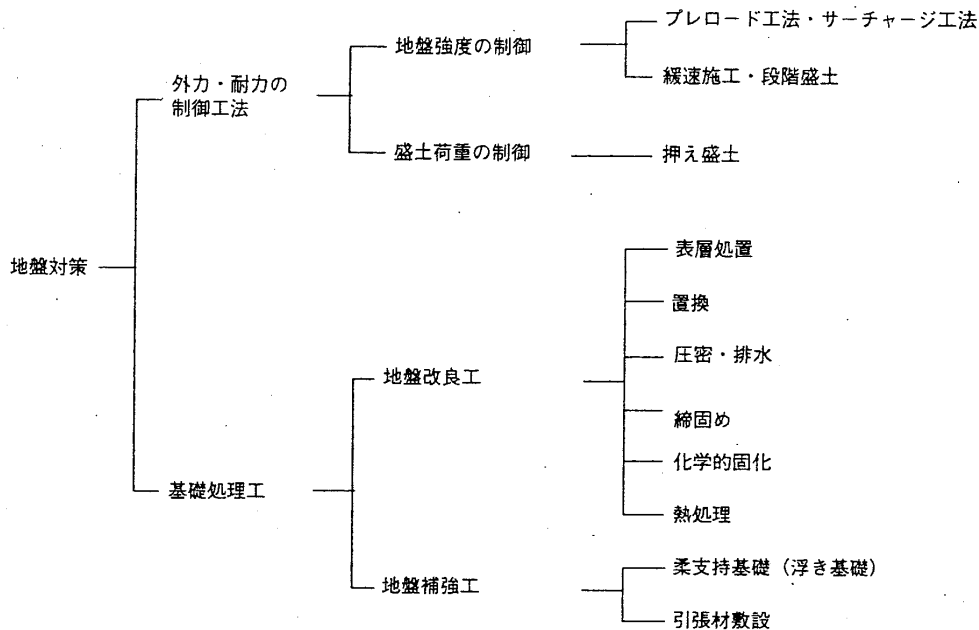 プレロード工法・サーチャージ工法
地盤強度の制御
緩速施工・段階盛土
外力・耐力の
制御工法
盛土荷重の制御
押え盛土
地盤対策
表層処置
置換
圧密・排水
地盤改良工
締固め
化学的固化
基礎処理工
熱処理
柔支持基礎（浮き基礎）
地盤補強工
引張材敷設